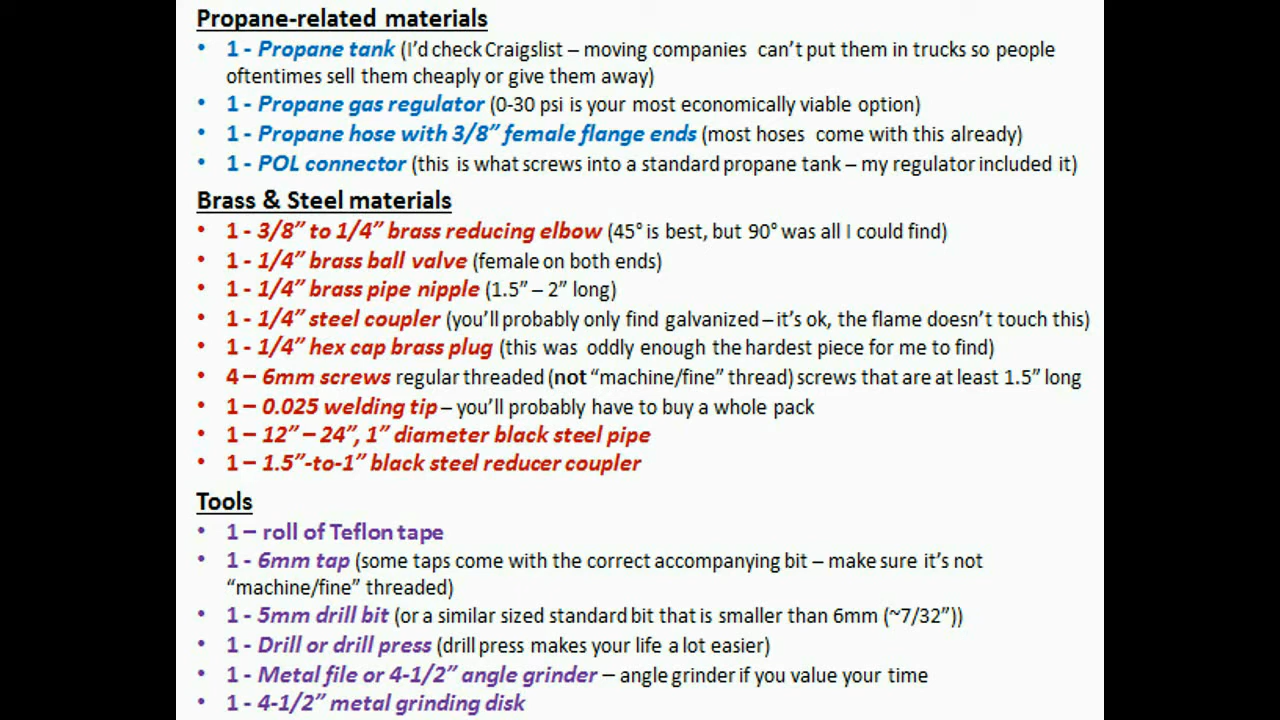 Propane-related materials
• 1 - Propane tank (I’d check Craigslist – moving companies can’t put them in trucks so people
oftentimes sell them cheaply or give them away)
• 1 - Propane gas regulator (0-30 psi is your most economically viable option)
• 1 - Propane hose with 3/8” female flange ends (most hoses come with this already)
• 1 - POL connector (this is what screws into a standard propane tank – my regulator included it)
Brass & Steel materials
• 1 - 3/8” to 1/4” brass reducing elbow (45° is best, but 90° was all I could find)
• 1 - 1/4” brass ball valve (female on both ends)
• 1 - 1/4” brass pipe nipple (1.5” – 2” long)
• 1 - 1/4” steel coupler (you’ll probably only find galvanized – it’s ok, the flame doesn’t touch this)
• 1 - 1/4” hex cap brass plug (this was oddly enough the hardest piece for me to find)
• 4 – 6mm screws regular threaded (not “machine/fine” thread) screws that are at least 1.5” long
• 1 – 0.025 welding tip – you’ll probably have to buy a whole pack
• 1 – 12” – 24”, 1” diameter black steel pipe
• 1 – 1.5”-to-1” black steel reducer coupler
Tools
• 1 – roll of Teflon tape
• 1 - 6mm tap (some taps come with the correct accompanying bit – make sure it’s not
“machine/fine” threaded)
• 1 - 5mm drill bit (or a similar sized standard bit that is smaller than 6mm (~7/32”))
• 1 - Drill or drill press (drill press makes your life a lot easier)
• 1 - Metal file or 4-1/2” angle grinder – angle grinder if you value your time
• 1 - 4-1/2” metal grinding disk